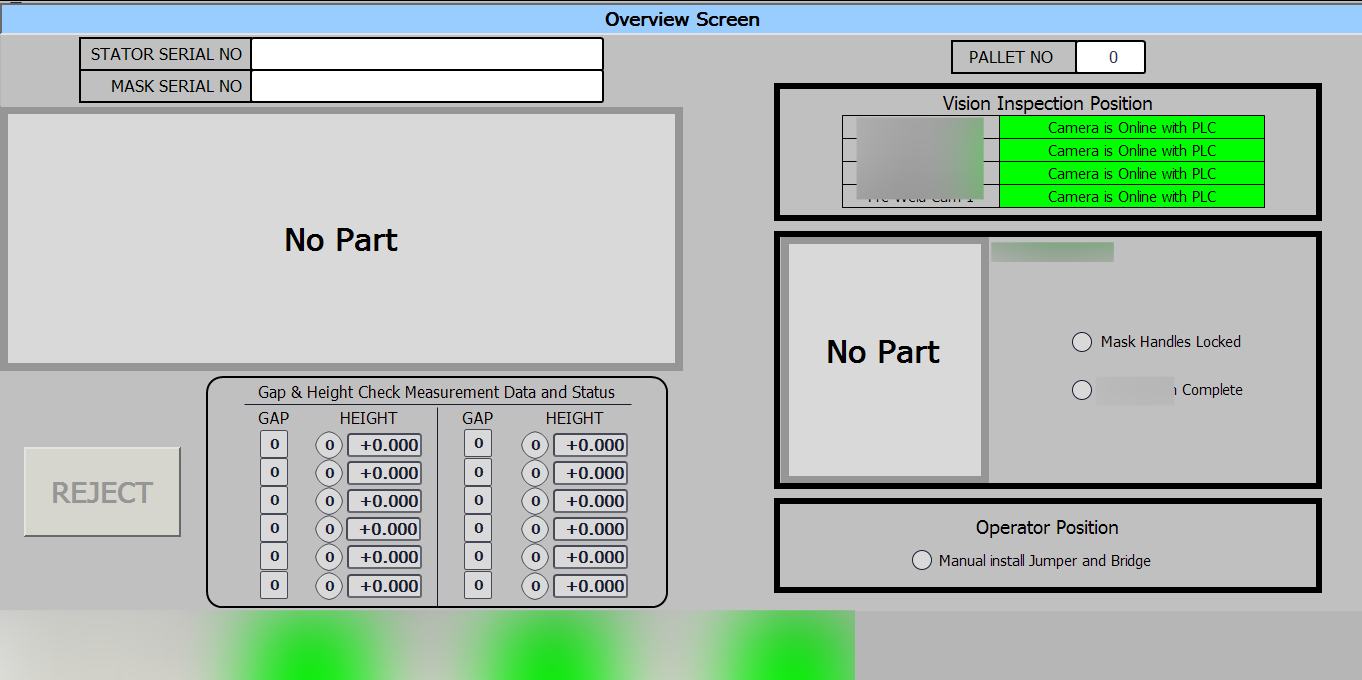 Overview Screen
STATOR SERIAL NO
MASK SERIAL NO
PALLET NO 0
No Part
Vision Inspection Position
Camera is Online with PLC
Camera is Online with PLC
Camera is Online with PLC
Camera is Online with PLC
No Part
Mask Handles Locked
Complete
Gap & Height Check Measurement Data and Status
GAP HEIGHT GAP HEIGHT
0 0 +0.000 0 0 +0.000
0 0 +0.000 0 0 +0.000
0 0 +0.000 0 0 +0.000
0 0 +0.000 0 0 +0.000
0 0 +0.000 0 0 +0.000
0 0 +0.000 0 0 +0.000
REJECT
Operator Position
Manual install Jumper and Bridge